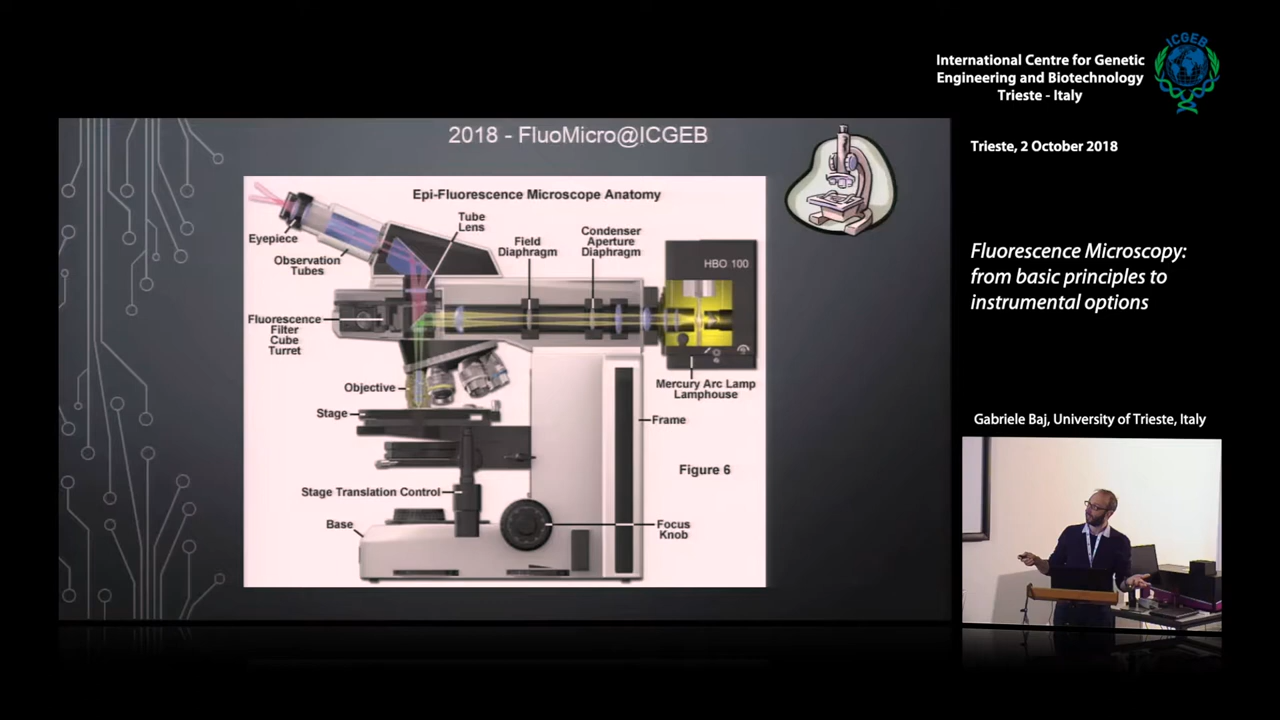 International Centre for Genetic
Engineering and Biotechnology
Trieste - Italy
ICGEB
Trieste, 2 October 2018
Fluorescence Microscopy:
from basic principles to
instrumental options
Gabriele Baj, University of Trieste, Italy
2018 - FluoMicro@ICGEB
Epi-Fluorescence Microscope Anatomy
Eyepiece
Observation
Tubes
Tube
Lens
Field
Diaphragm
Condenser
Aperture
Diaphragm
HBO 100
Fluorescence
Filter
Cube
Turret
Objective
Mercury Arc Lamp
Lamphouse
Stage
Frame
Figure 6
Stage Translation Control
Base
Focus
Knob